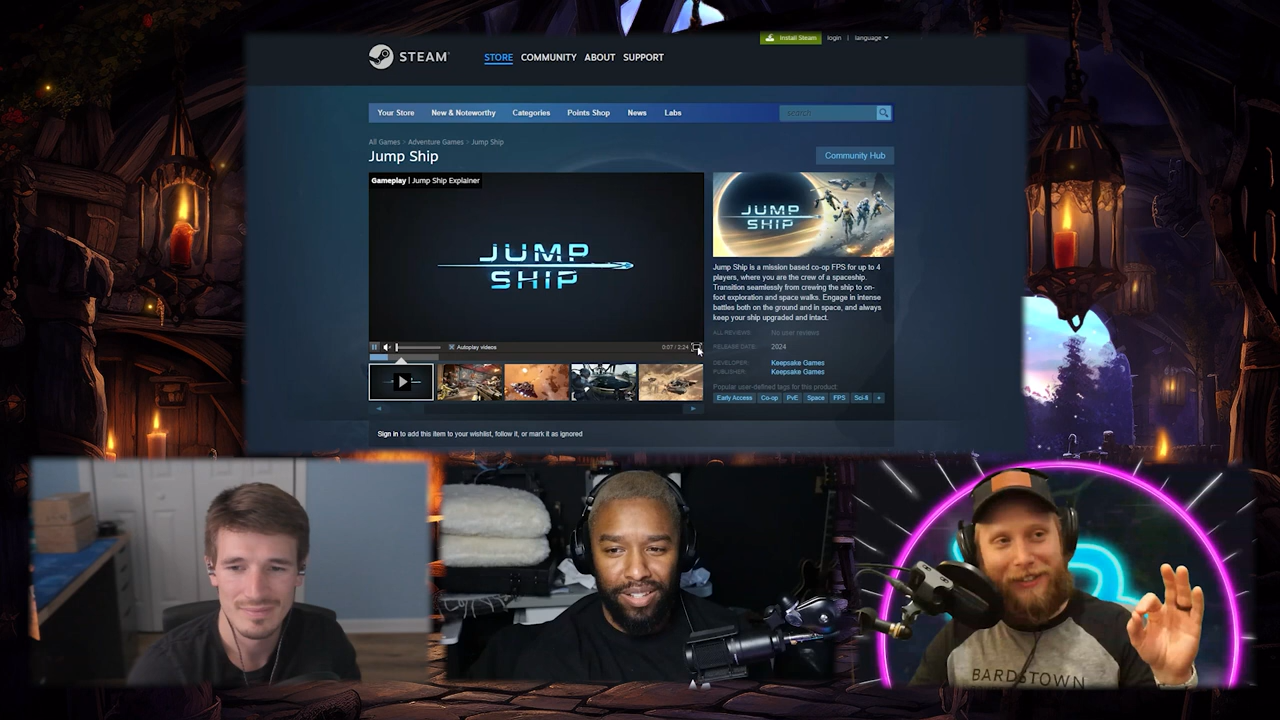 Install Steam
login | language
STEAM
STORE COMMUNITY ABOUT SUPPORT
Your Store New & Noteworthy Categories Points Shop News Labs
search
All Games > Adventure Games > Jump Ship
Jump Ship
Community Hub
Gameplay | Jump Ship Explainer
JUMP
SHIP
Autoplay videos
0:07 / 2:24
JUMP
SHIP
Jump Ship is a mission based co-op FPS for up to 4
players, where you are the crew of a spaceship.
Transition seamlessly from crewing the ship to on-
foot exploration and space walks. Engage in intense
battles both on the ground and in space, and always
keep your ship upgraded and intact.
ALL REVIEWS: No user reviews
RELEASE DATE: 2024
DEVELOPER: Keepsake Games
PUBLISHER: Keepsake Games
Popular user-defined tags for this product:
Early Access Co-op PvE Space FPS Sci-fi +
Sign in to add this item to your wishlist, follow it, or mark it as ignored
BARDSTOWN